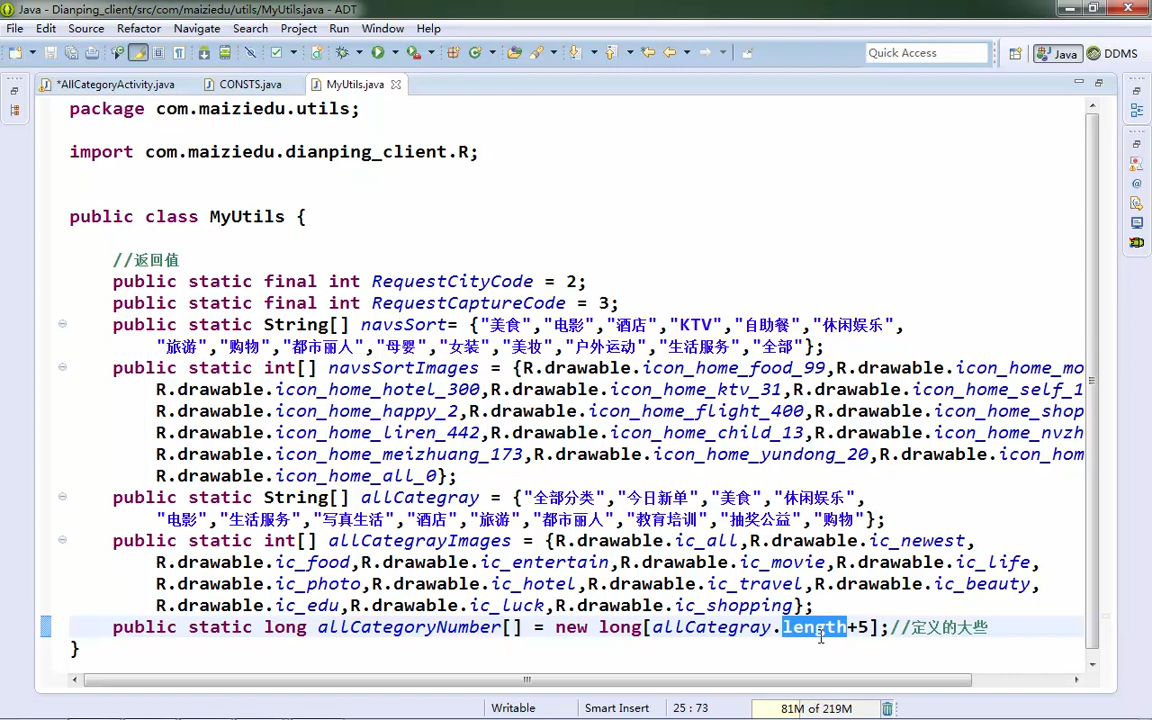 Java - Dianping_client/src/com/maiziedu/utils/MyUtils.java - ADT
File Edit Source Refactor Navigate Search Project Run Window Help
Quick Access
Java
DDMS
*AllCategoryActivity.java
CONSTS.java
MyUtils.java
package com.maiziedu.utils;
import com.maiziedu.dianping_client.R;
public class MyUtils {
//返回值
public static final int RequestCityCode = 2;
public static final int RequestCaptureCode = 3;
public static String[] navsSort= {"美食","电影","酒店","KTV","自助餐","休闲娱乐",
"旅游","购物","都市丽人","母婴","女装","美妆","户外运动","生活服务","全部"};
public static int[] navsSortImages = {R.drawable.icon_home_food_99,R.drawable.icon_home_mo
R.drawable.icon_home_hotel_300,R.drawable.icon_home_ktv_31,R.drawable.icon_home_self_1
R.drawable.icon_home_happy_2,R.drawable.icon_home_flight_400,R.drawable.icon_home_shop
R.drawable.icon_home_liren_442,R.drawable.icon_home_child_13,R.drawable.icon_home_nvzh
R.drawable.icon_home_meizhuang_173,R.drawable.icon_home_yundong_20,R.drawable.icon_hom
R.drawable.icon_home_all_0};
public static String[] allCategray = {"全部分类","今日新单","美食","休闲娱乐",
"电影","生活服务","写真生活","酒店","旅游","都市丽人","教育培训","抽奖公益","购物"};
public static int[] allCategrayImages = {R.drawable.ic_all,R.drawable.ic_newest,
R.drawable.ic_food,R.drawable.ic_entertain,R.drawable.ic_movie,R.drawable.ic_life,
R.drawable.ic_photo,R.drawable.ic_hotel,R.drawable.ic_travel,R.drawable.ic_beauty,
R.drawable.ic_edu,R.drawable.ic_luck,R.drawable.ic_shopping};
public static long allCategoryNumber[] = new long[allCategray.length+5];//定义的大些
}
Writable
Smart Insert
25 : 73
81M of 219M